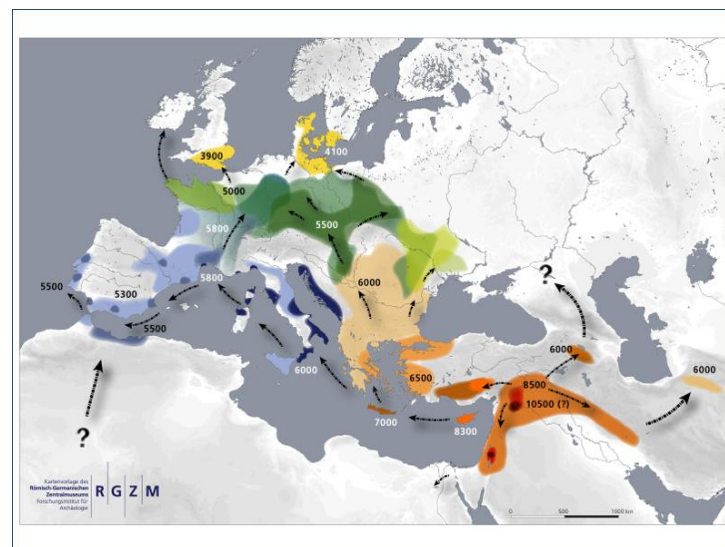 3900
4100
5000
5800
5500
5800
6000
5300
5500
5500
6000
6500
6000
8500
10500 (?)
6000
7000
8300
?
?
Kartenvorlage des
Römisch-Germanischen
Zentralmuseums
Forschungsinstitut für
Archäologie
R G Z M
0 500 1000 km